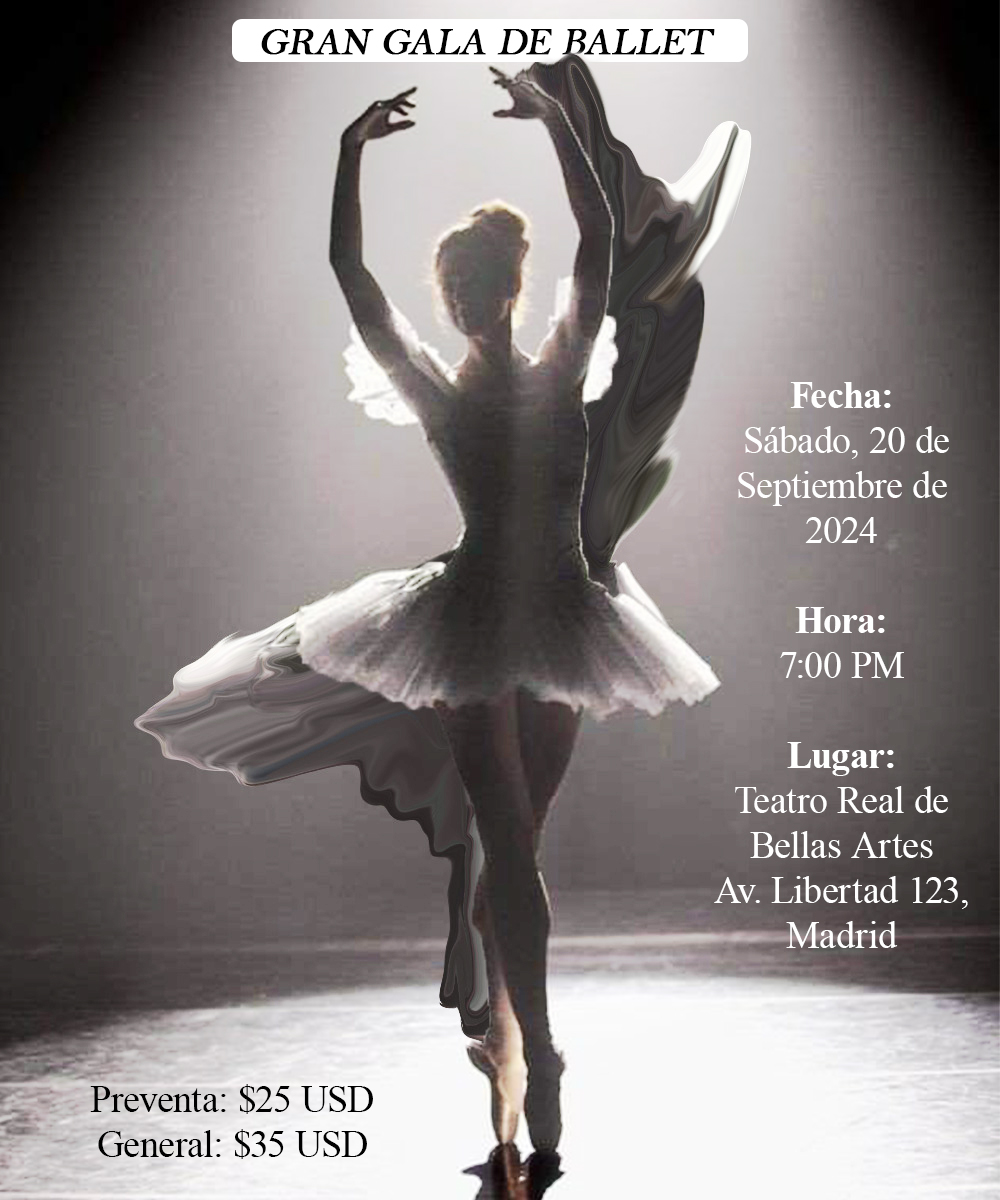 GRAN GALA DE BALLET
Fecha:
Sábado, 20 de
Septiembre de
2024
Hora:
7:00 PM
Lugar:
Teatro Real de
Bellas Artes
Av. Libertad 123,
Madrid
Preventa: $25 USD
General: $35 USD